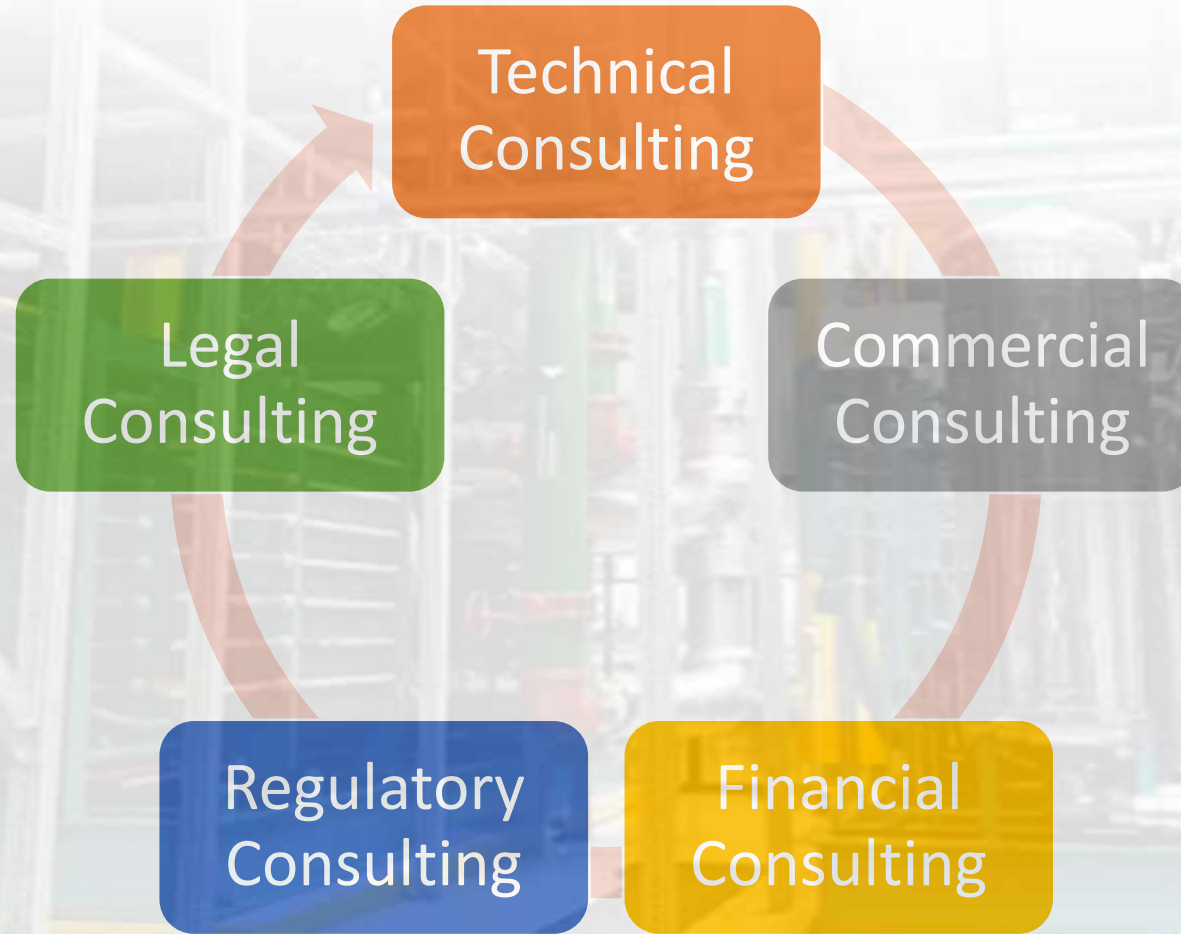 Technical
Consulting
Commercial
Consulting
Financial
Consulting
Regulatory
Consulting
Legal
Consulting